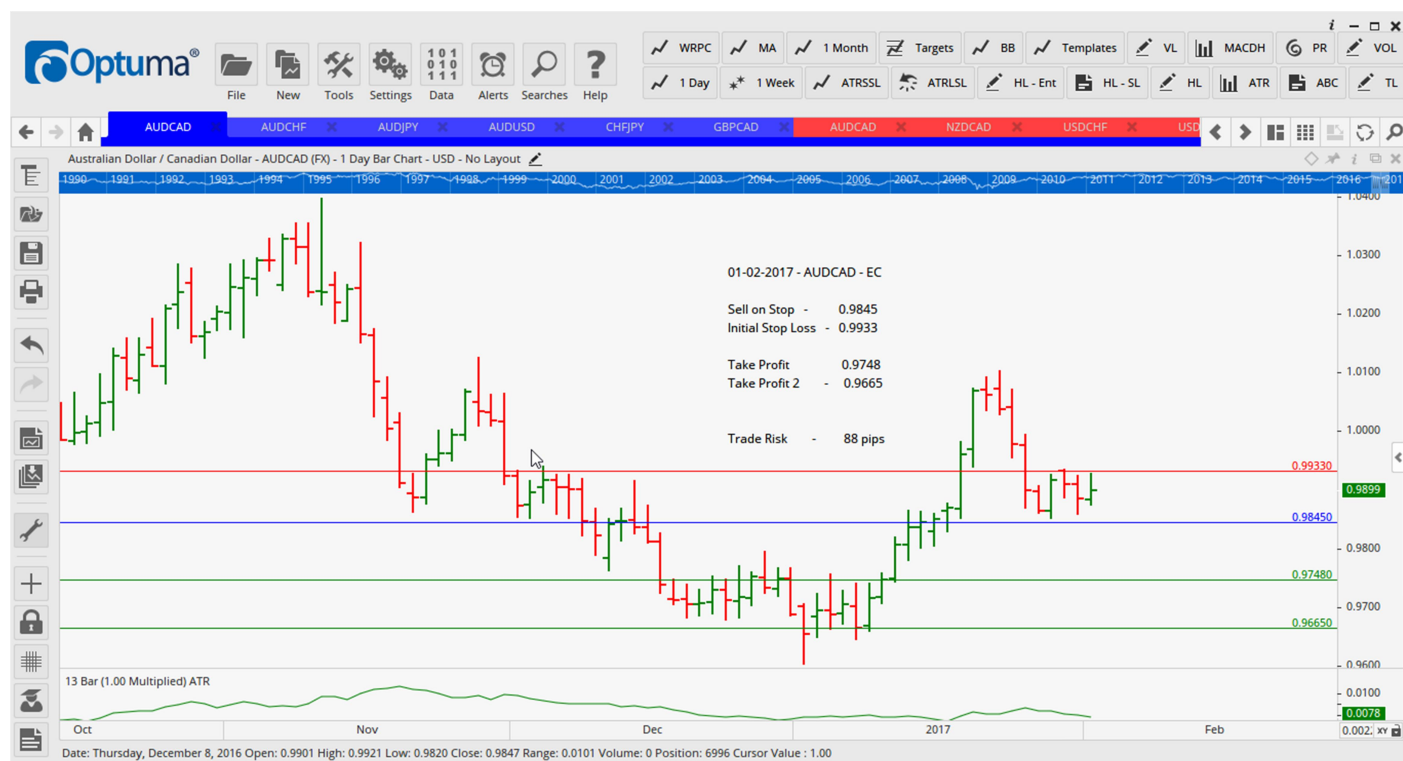 i
Optuma®
File New Tools Settings Data Alerts Searches Help
101
010
111
WRPC MA 1 Month Targets BB Templates VL MACDH PR VOL
1 Day 1 Week ATRSSL ATRLSL HL - Ent HL - SL HL ATR ABC TL
AUDCAD AUDCHF AUDJPY AUDUSD CHFJPY GBPCAD AUDCAD NZDCAD USDCHF USD
Australian Dollar / Canadian Dollar - AUDCAD (FX) - 1 Day Bar Chart - USD - No Layout
1990 1991 1992 1993 1994 1995 1996 1997 1998 1999 2000 2001 2002 2003 2004 2005 2006 2007 2008 2009 2010 2011 2012 2013 2014 2015 2016 201
1.0400
1.0300
01-02-2017 - AUDCAD - EC
Sell on Stop - 0.9845
1.0200
Initial Stop Loss - 0.9933
Take Profit 0.9748
1.0100
Take Profit 2 - 0.9665
1.0000
Trade Risk - 88 pips
0.99330
0.9899
0.98450
0.9800
0.97480
0.9700
0.96650
0.9600
13 Bar (1.00 Multiplied) ATR
0.0100
0.0078
Oct Nov Dec 2017 Feb
0.002. XY
Date: Thursday, December 8, 2016 Open: 0.9901 High: 0.9921 Low: 0.9820 Close: 0.9847 Range: 0.0101 Volume: 0 Position: 6996 Cursor Value : 1.00